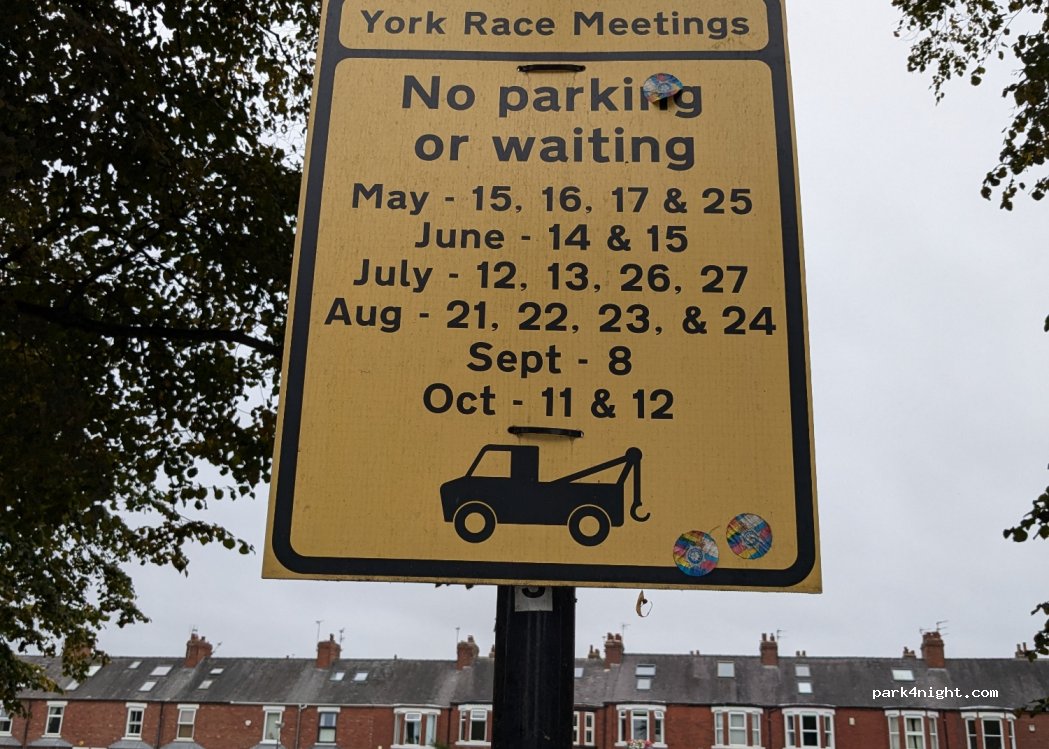 York Race Meetings
No parking
or waiting
May - 15, 16, 17 & 25
June - 14 & 15
July - 12, 13, 26, 27
Aug - 21, 22, 23, & 24
Sept - 8
Oct - 11 & 12
park4night.com